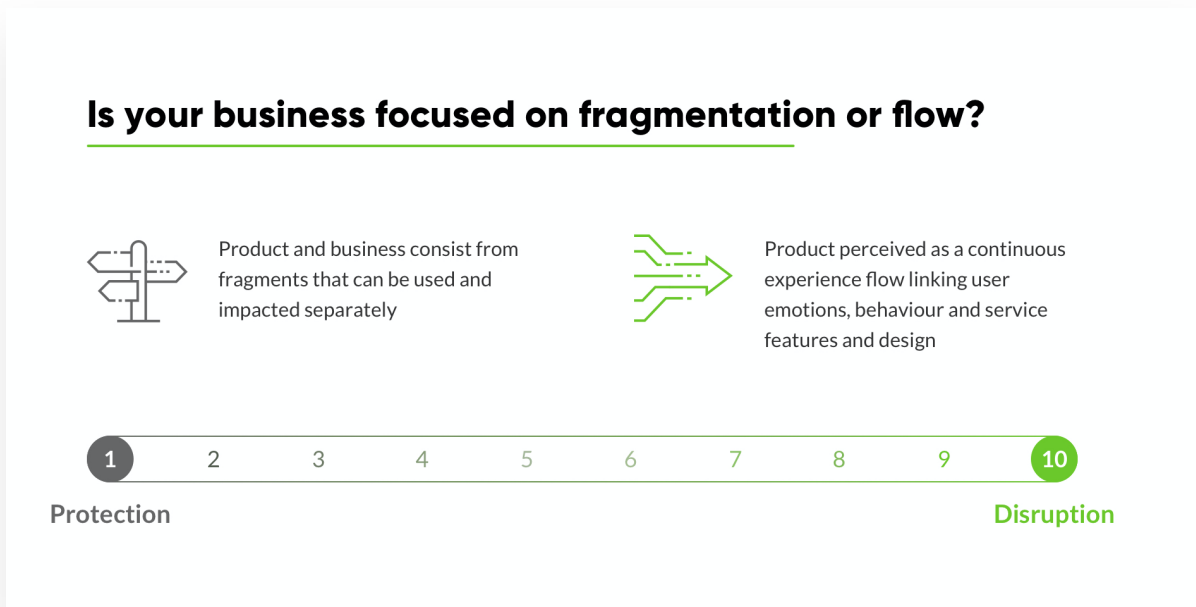 Is your business focused on fragmentation or flow?
Product and business consist from
fragments that can be used and
impacted separately
Product perceived as a continuous
experience flow linking user
emotions, behaviour and service
features and design
1 2 3 4 5 6 7 8 9 10
Protection
Disruption